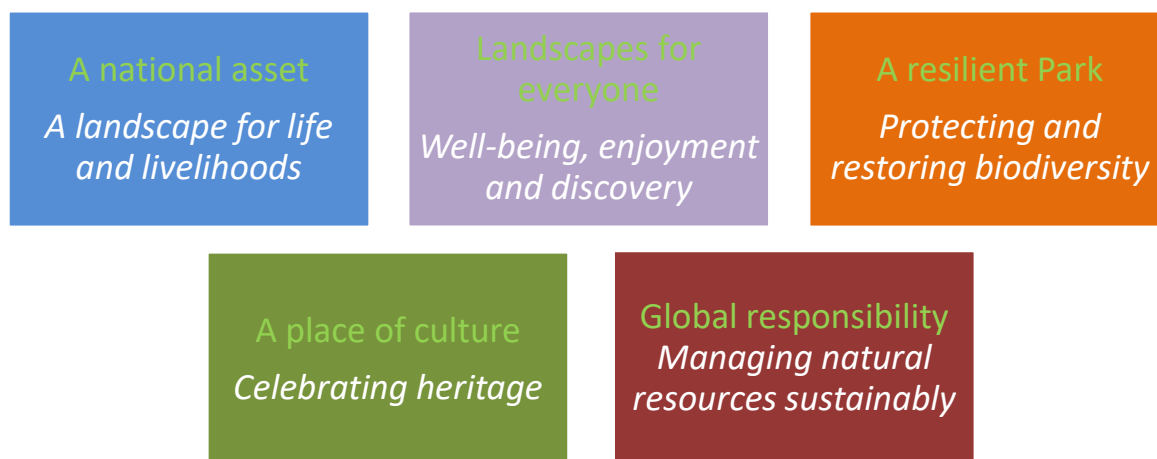 A national asset
A landscape for life
and livelihoods
Landscapes for
everyone
Well-being, enjoyment
and discovery
A resilient Park
Protecting and
restoring biodiversity
A place of culture
Celebrating heritage
Global responsibility
Managing natural
resources sustainably